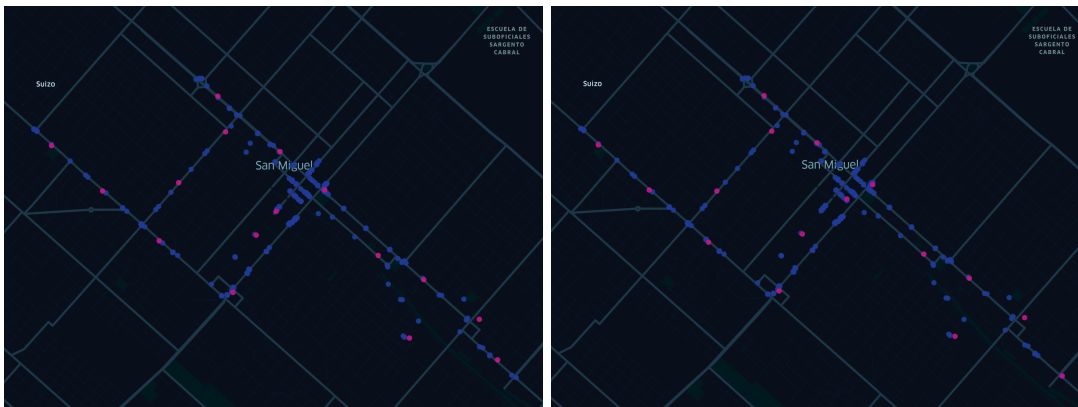 ESCUELA DE
SUBOFICIALES
SARGENTO
CABRAL
Suizo
San Miguel
ESCUELA DE
SUBOFICIALES
SARGENTO
CABRAL
Suizo
San Miguel